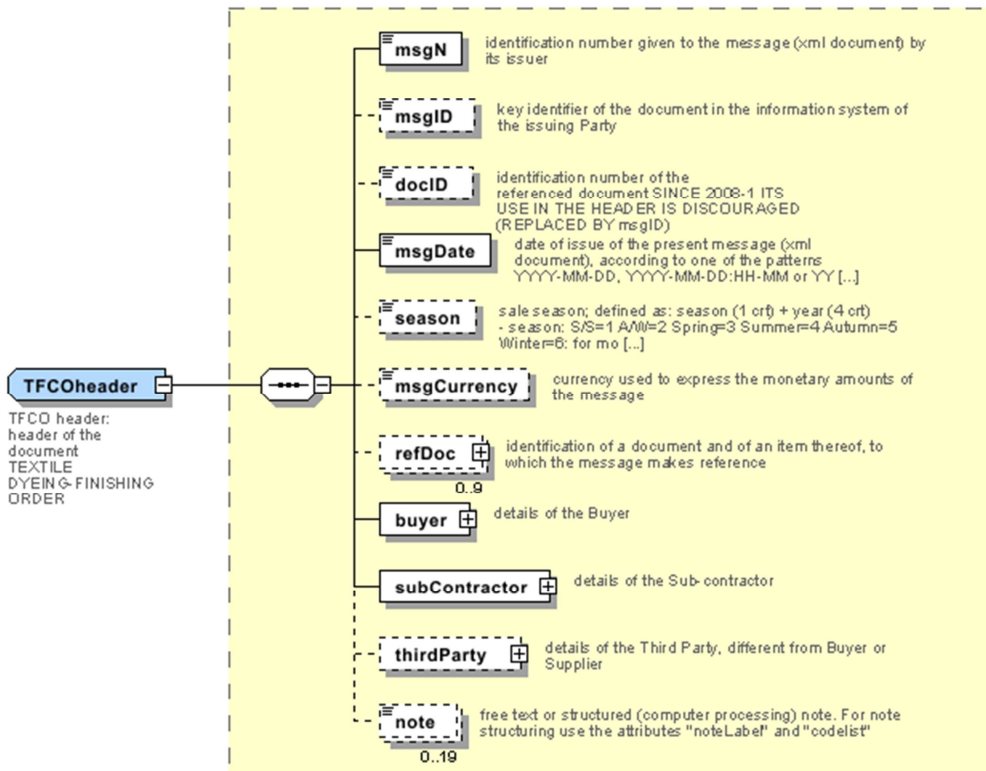 msgN
identification number given to the message (xml document) by
its issuer
msgID
key identifier of the document in the information system of
the issuing Party
docID
identification number of the
referenced document SINCE 2008-1 ITS
USE IN THE HEADER IS DISCOURAGED
(REPLACED BY msgID)
msgDate
date of issue of the present message (xml
document), according to one of the patterns
YYYY-MM-DD, YYYY-MM-DD:HH-MM or YY [...]
season
sale season; defined as: season (1 crt) + year (4 crt)
- season: S/S=1 A/W=2 Spring=3 Summer=4 Autumn=5
Winter=6: for mo [...]
TFCOheader
TFCO header:
header of the
document
TEXTILE
DYEING-FINISHING
ORDER
msgCurrency
currency used to express the monetary amounts of
the message
refDoc
0..9
identification of a document and of an item thereof, to
which the message makes reference
buyer
details of the Buyer
subContractor
details of the Sub-contractor
thirdParty
details of the Third Party, different from Buyer or
Supplier
note
0..19
free text or structured (computer processing) note. For note
structuring use the attributes "noteLabel" and "codelist"